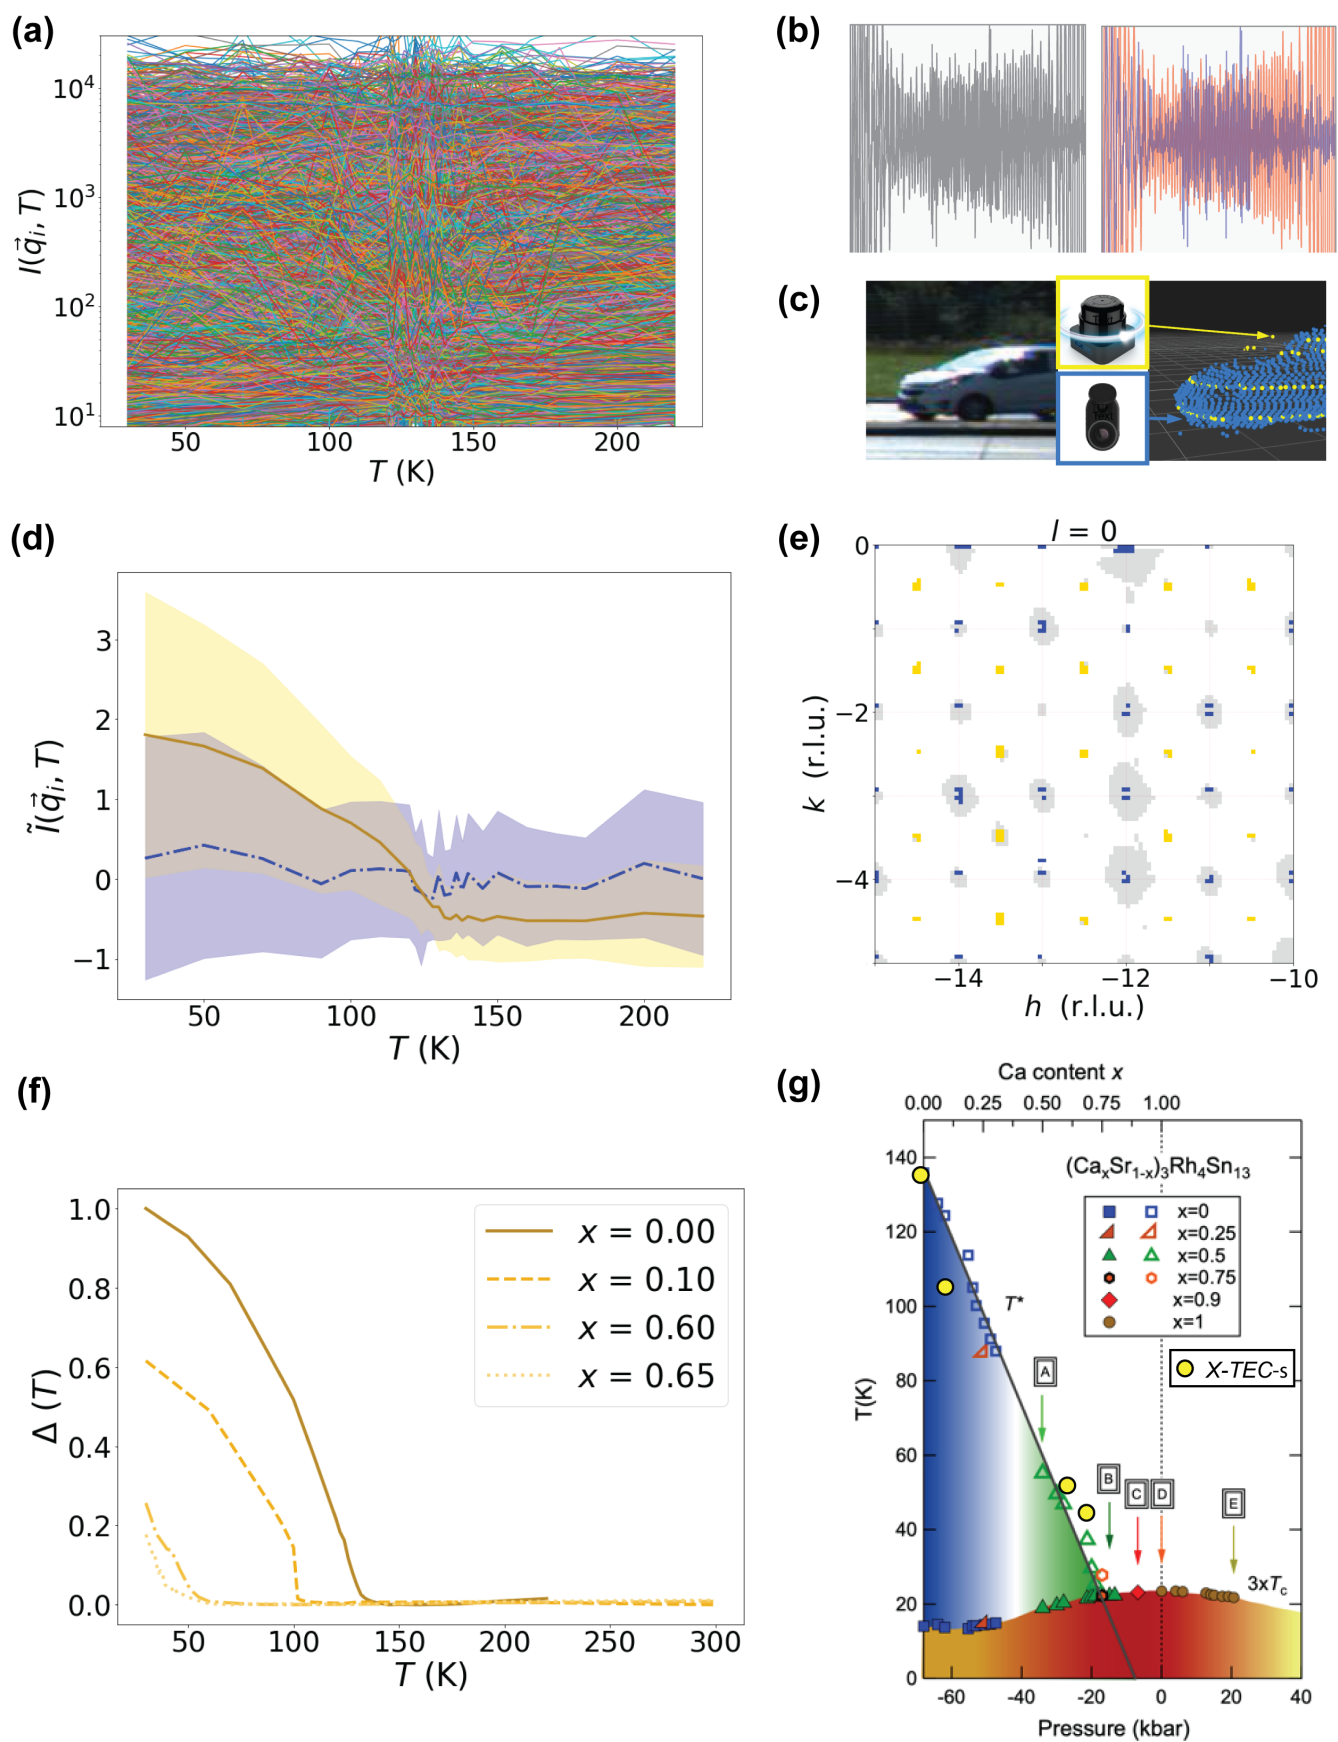 (a)
10⁴
10³
10²
10¹
I(q⃗ᵢ, T)
50 100 150 200
T (K)
(b)
(c)
(d)
3
2
1
0
−1
Ĩ(q⃗ᵢ, T)
50 100 150 200
T (K)
(e)
l = 0
0
−2
−4
k (r.l.u.)
−14 −12 −10
h (r.l.u.)
(f)
1.0
0.8
0.6
0.4
0.2
0.0
Δ (T)
x = 0.00
x = 0.10
x = 0.60
x = 0.65
50 100 150 200 250 300
T (K)
(g)
Ca content x
0.00 0.25 0.50 0.75 1.00
140
120
100
80
60
40
20
0
T(K)
(CaₓSr₁₋ₓ)₃Rh₄Sn₁₃
x=0
x=0.25
x=0.5
x=0.75
x=0.9
x=1
T*
X-TEC-s
A
B
C
D
E
3xT꜀
-60 -40 -20 0 20 40
Pressure (kbar)